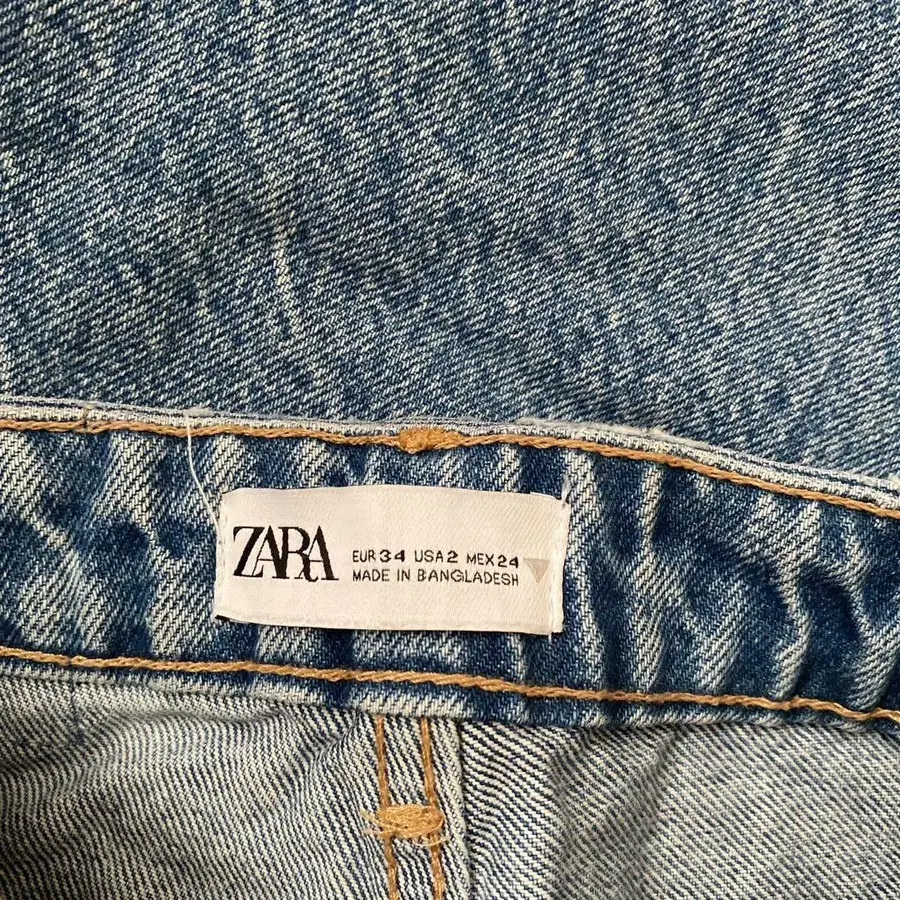 ZARA
EUR 34 USA 2 MEX 24
MADE IN BANGLADESH